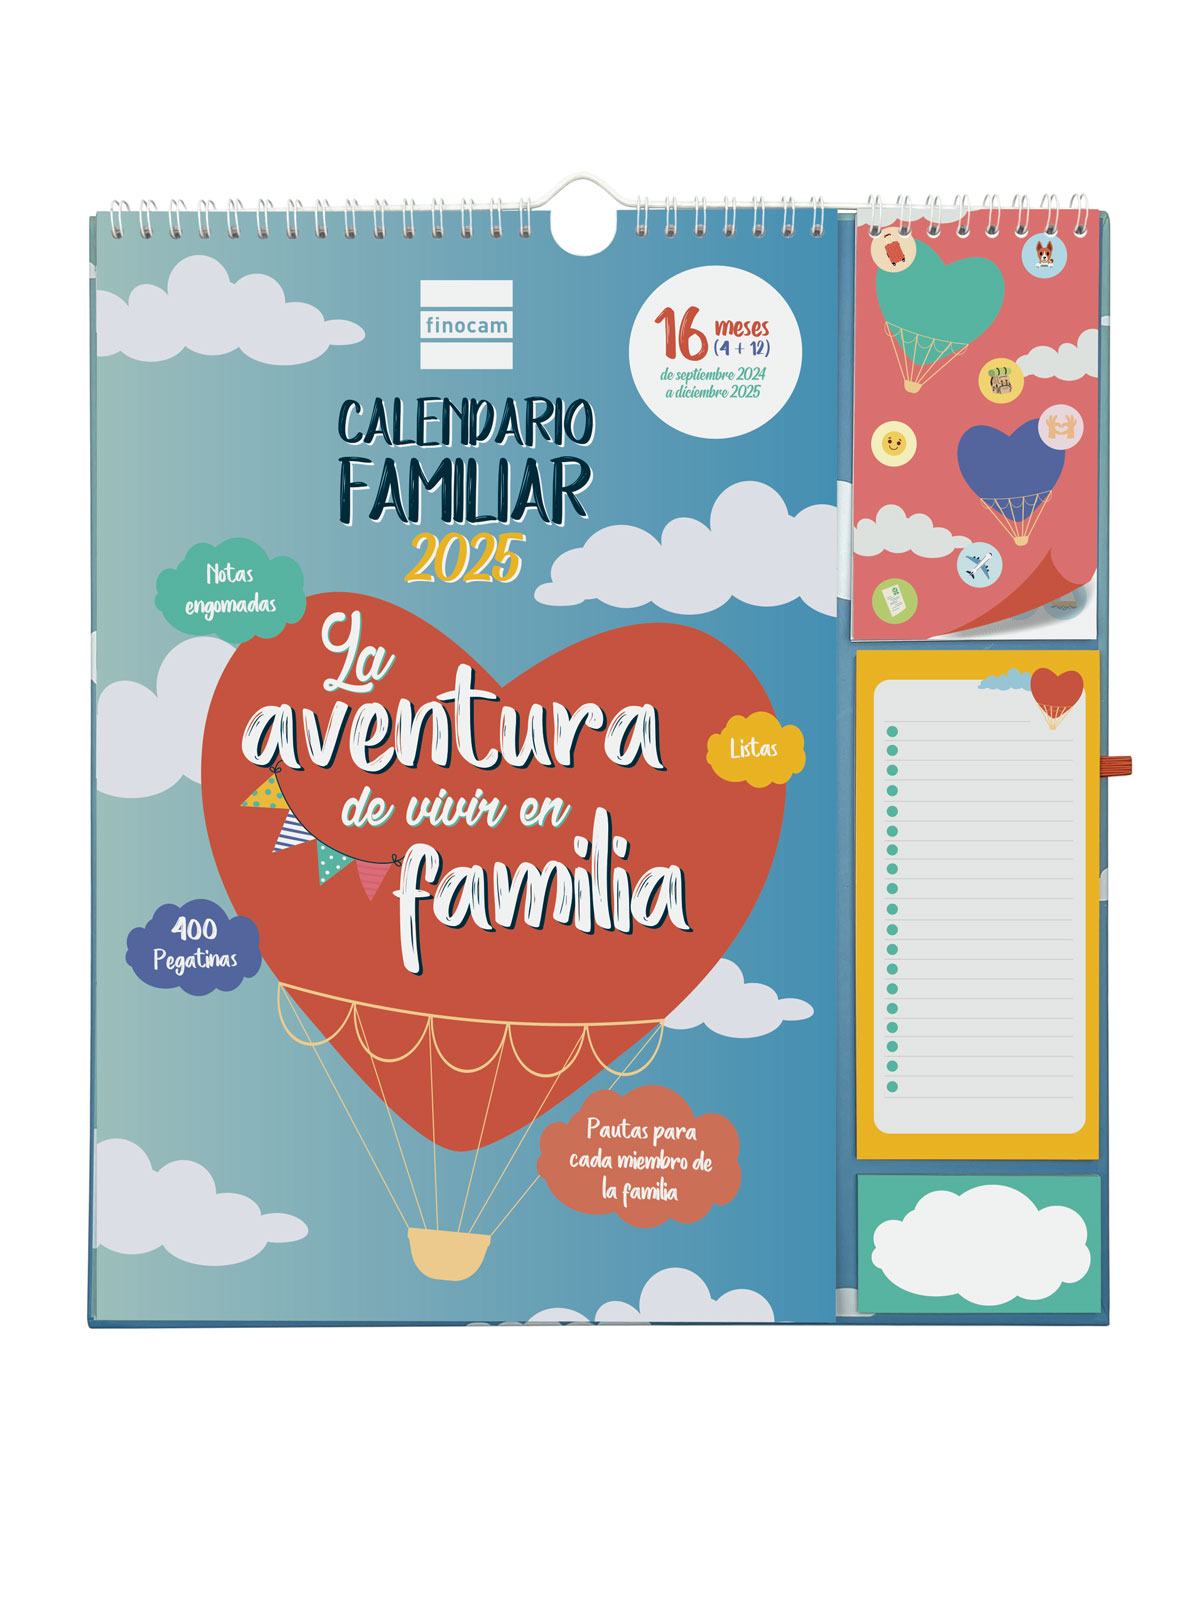 finocam
16 meses
(4 + 12)
de septiembre 2024
a diciembre 2025
CALENDARIO
FAMILIAR
2025
Notas
engomadas
La
aventura
de vivir en
familia
Listas
400
Pegatinas
Pautas para
cada miembro de
la familia